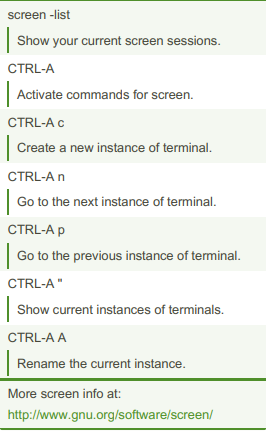 screen -list
Show your current screen sessions.
CTRL-A
Activate commands for screen.
CTRL-A c
Create a new instance of terminal.
CTRL-A n
Go to the next instance of terminal.
CTRL-A p
Go to the previous instance of terminal.
CTRL-A "
Show current instances of terminals.
CTRL-A A
Rename the current instance.
More screen info at:
http://www.gnu.org/software/screen/